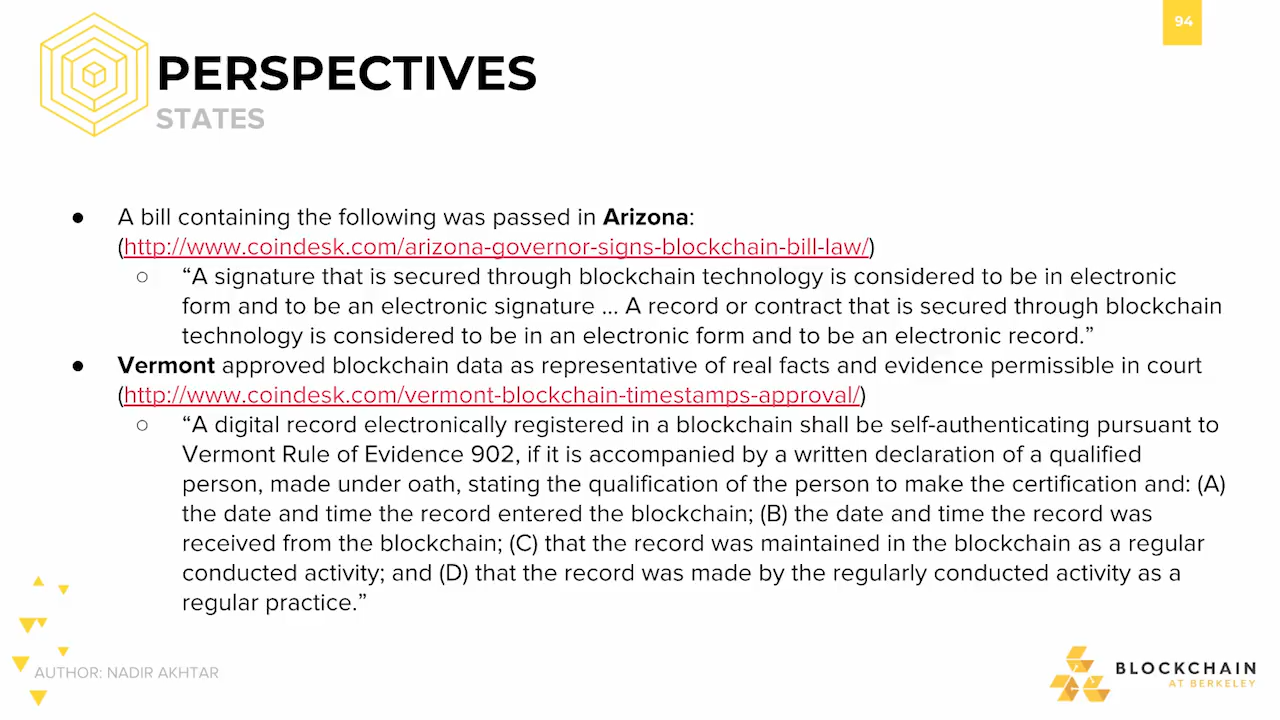 94
PERSPECTIVES
STATES
● A bill containing the following was passed in Arizona:
(http://www.coindesk.com/arizona-governor-signs-blockchain-bill-law/)
○ “A signature that is secured through blockchain technology is considered to be in electronic
form and to be an electronic signature ... A record or contract that is secured through blockchain
technology is considered to be in an electronic form and to be an electronic record.”
● Vermont approved blockchain data as representative of real facts and evidence permissible in court
(http://www.coindesk.com/vermont-blockchain-timestamps-approval/)
○ “A digital record electronically registered in a blockchain shall be self-authenticating pursuant to
Vermont Rule of Evidence 902, if it is accompanied by a written declaration of a qualified
person, made under oath, stating the qualification of the person to make the certification and: (A)
the date and time the record entered the blockchain; (B) the date and time the record was
received from the blockchain; (C) that the record was maintained in the blockchain as a regular
conducted activity; and (D) that the record was made by the regularly conducted activity as a
regular practice.”
AUTHOR: NADIR AKHTAR
BLOCKCHAIN
AT BERKELEY